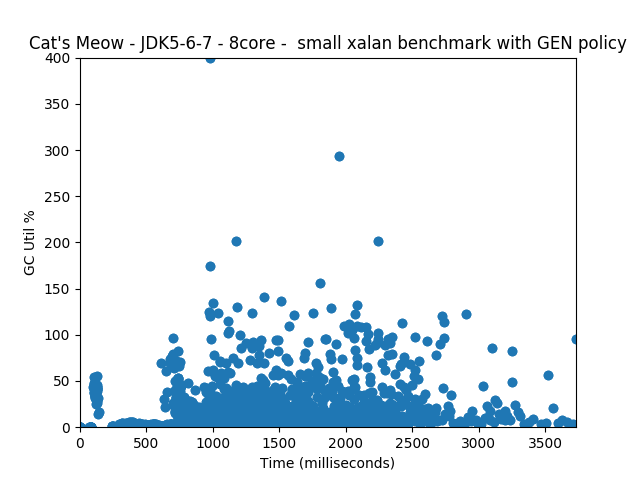 Cat's Meow - JDK5-6-7 - 8core -  small xalan benchmark with GEN policy
400
350
300
250
200
150
100
50
0
GC Util %
0 500 1000 1500 2000 2500 3000 3500
Time (milliseconds)